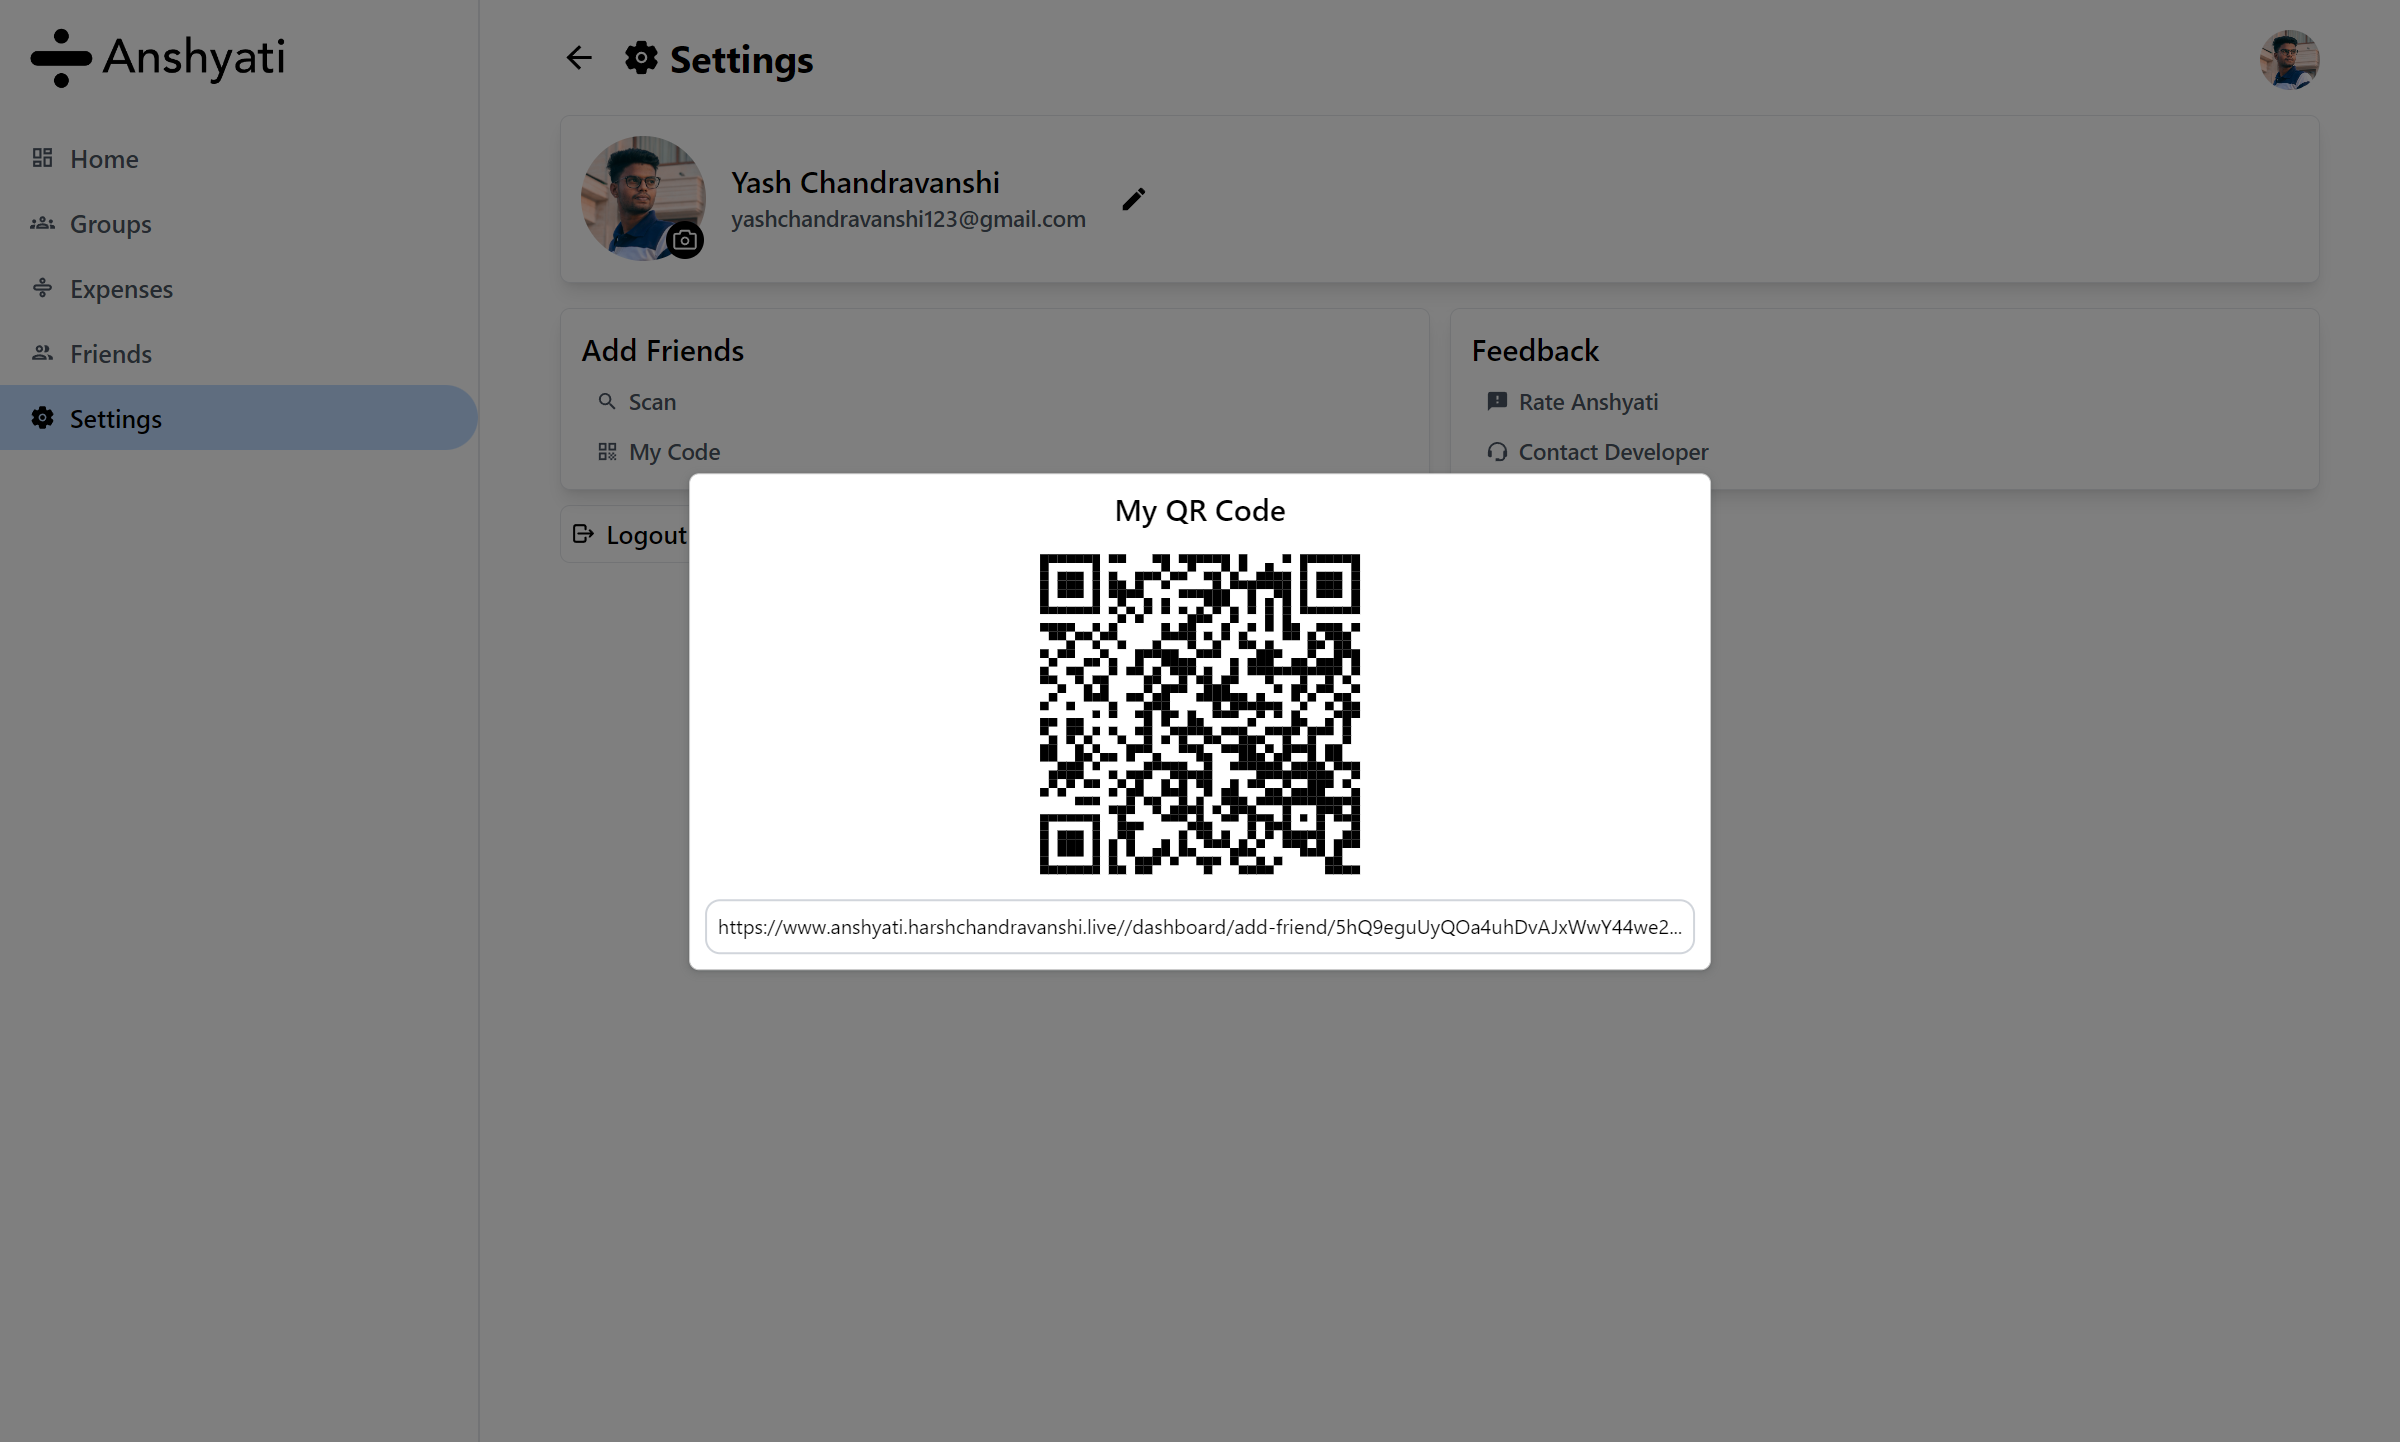 Anshyati
Home
Groups
Expenses
Friends
Settings
Settings
Yash Chandravanshi
yashchandravanshi123@gmail.com
Add Friends
Scan
My Code
Feedback
Rate Anshyati
Contact Developer
Logout
My QR Code
https://www.anshyati.harshchandravanshi.live//dashboard/add-friend/5hQ9eguUyQOa4uhDvAJxWwY44we2...